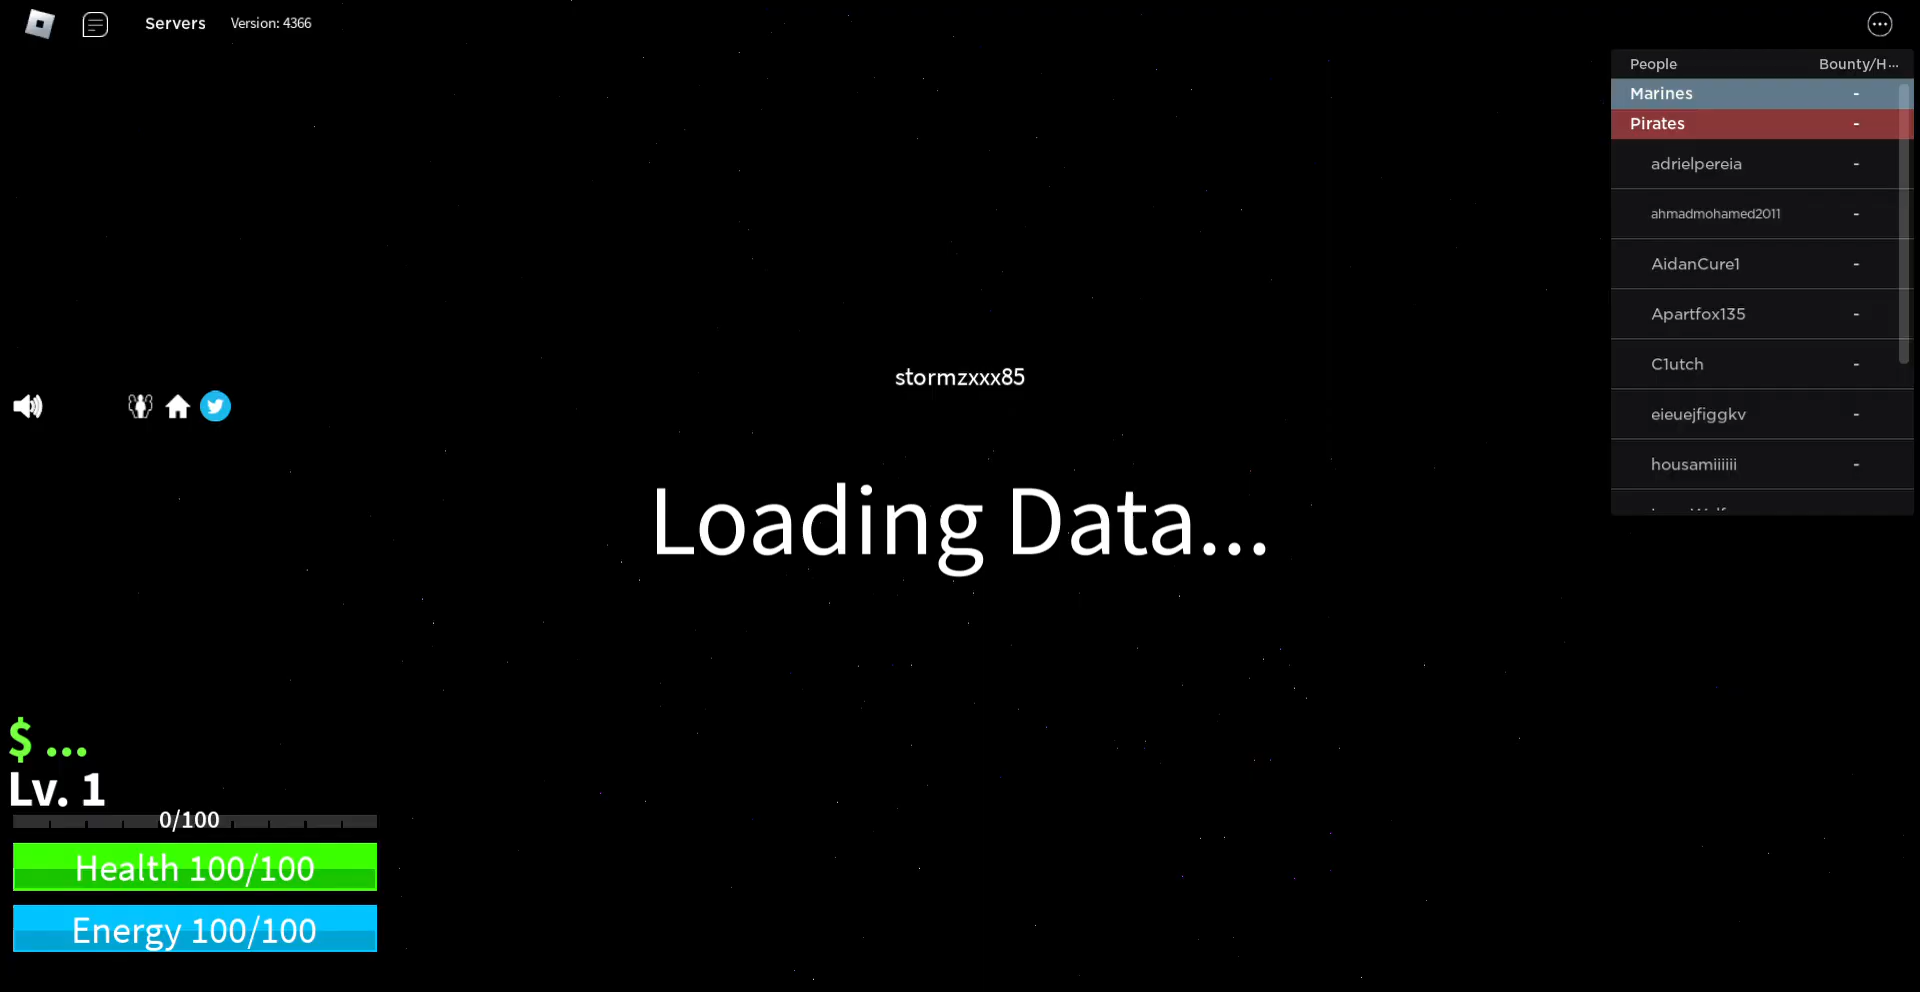 Servers Version: 4366
People Bounty/H...
Marines -
Pirates -
adrielpereia -
ahmadmohamed2011 -
AidanCure1 -
Apartfox135 -
C1utch -
eieuejfiggkv -
housamiiiiii -
stormzxxx85
Loading Data...
$ ...
Lv. 1
0/100
Health 100/100
Energy 100/100